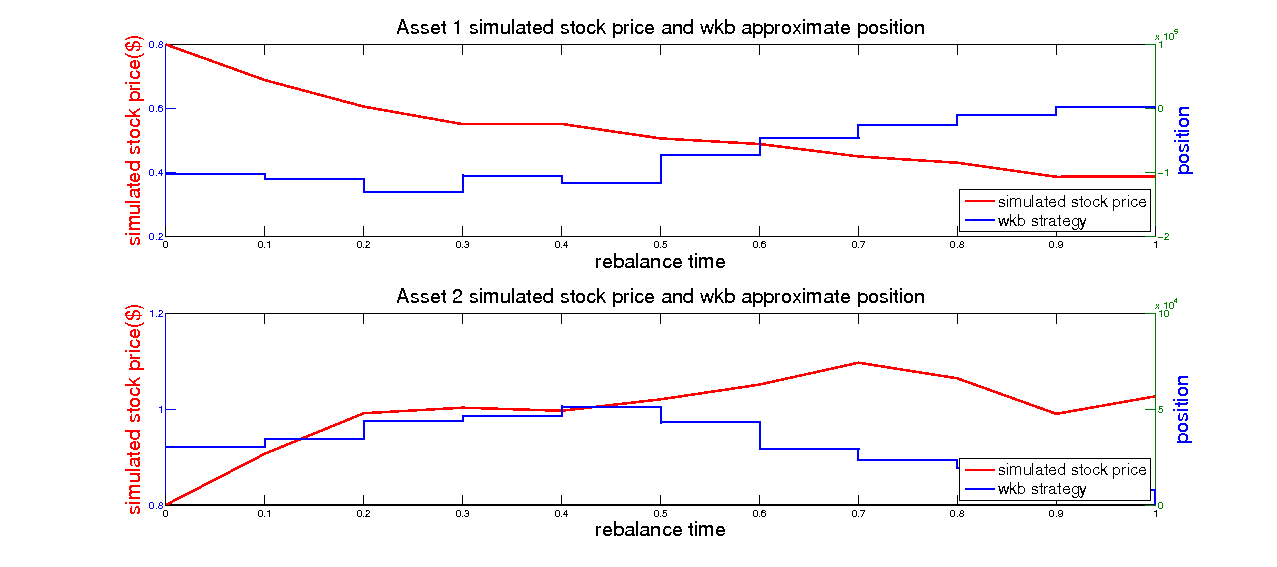 Asset 1 simulated stock price and wkb approximate position
x 10^5
simulated stock price($)
0.8
0.6
0.4
0.2
1
0
-1
-2
position
simulated stock price
wkb strategy
0 0.1 0.2 0.3 0.4 0.5 0.6 0.7 0.8 0.9 1
rebalance time
Asset 2 simulated stock price and wkb approximate position
x 10^4
simulated stock price($)
1.2
1
0.8
10
5
0
position
simulated stock price
wkb strategy
0 0.1 0.2 0.3 0.4 0.5 0.6 0.7 0.8 0.9 1
rebalance time